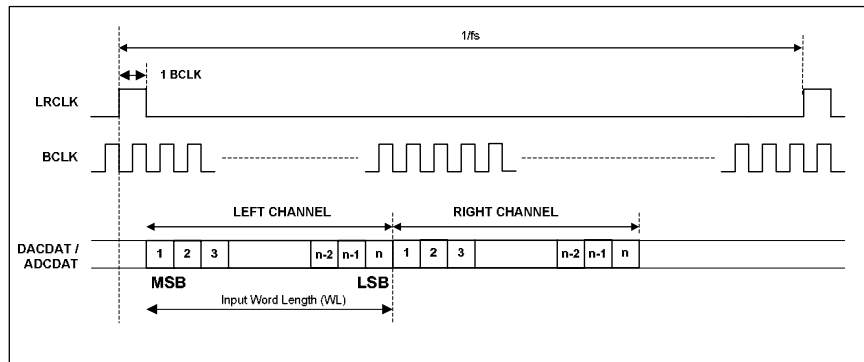 1/fs
1 BCLK
LRCLK
BCLK
LEFT CHANNEL RIGHT CHANNEL
DACDAT /
ADCDAT
1 2 3 n-2 n-1 n 1 2 3 n-2 n-1 n
MSB LSB
Input Word Length (WL)